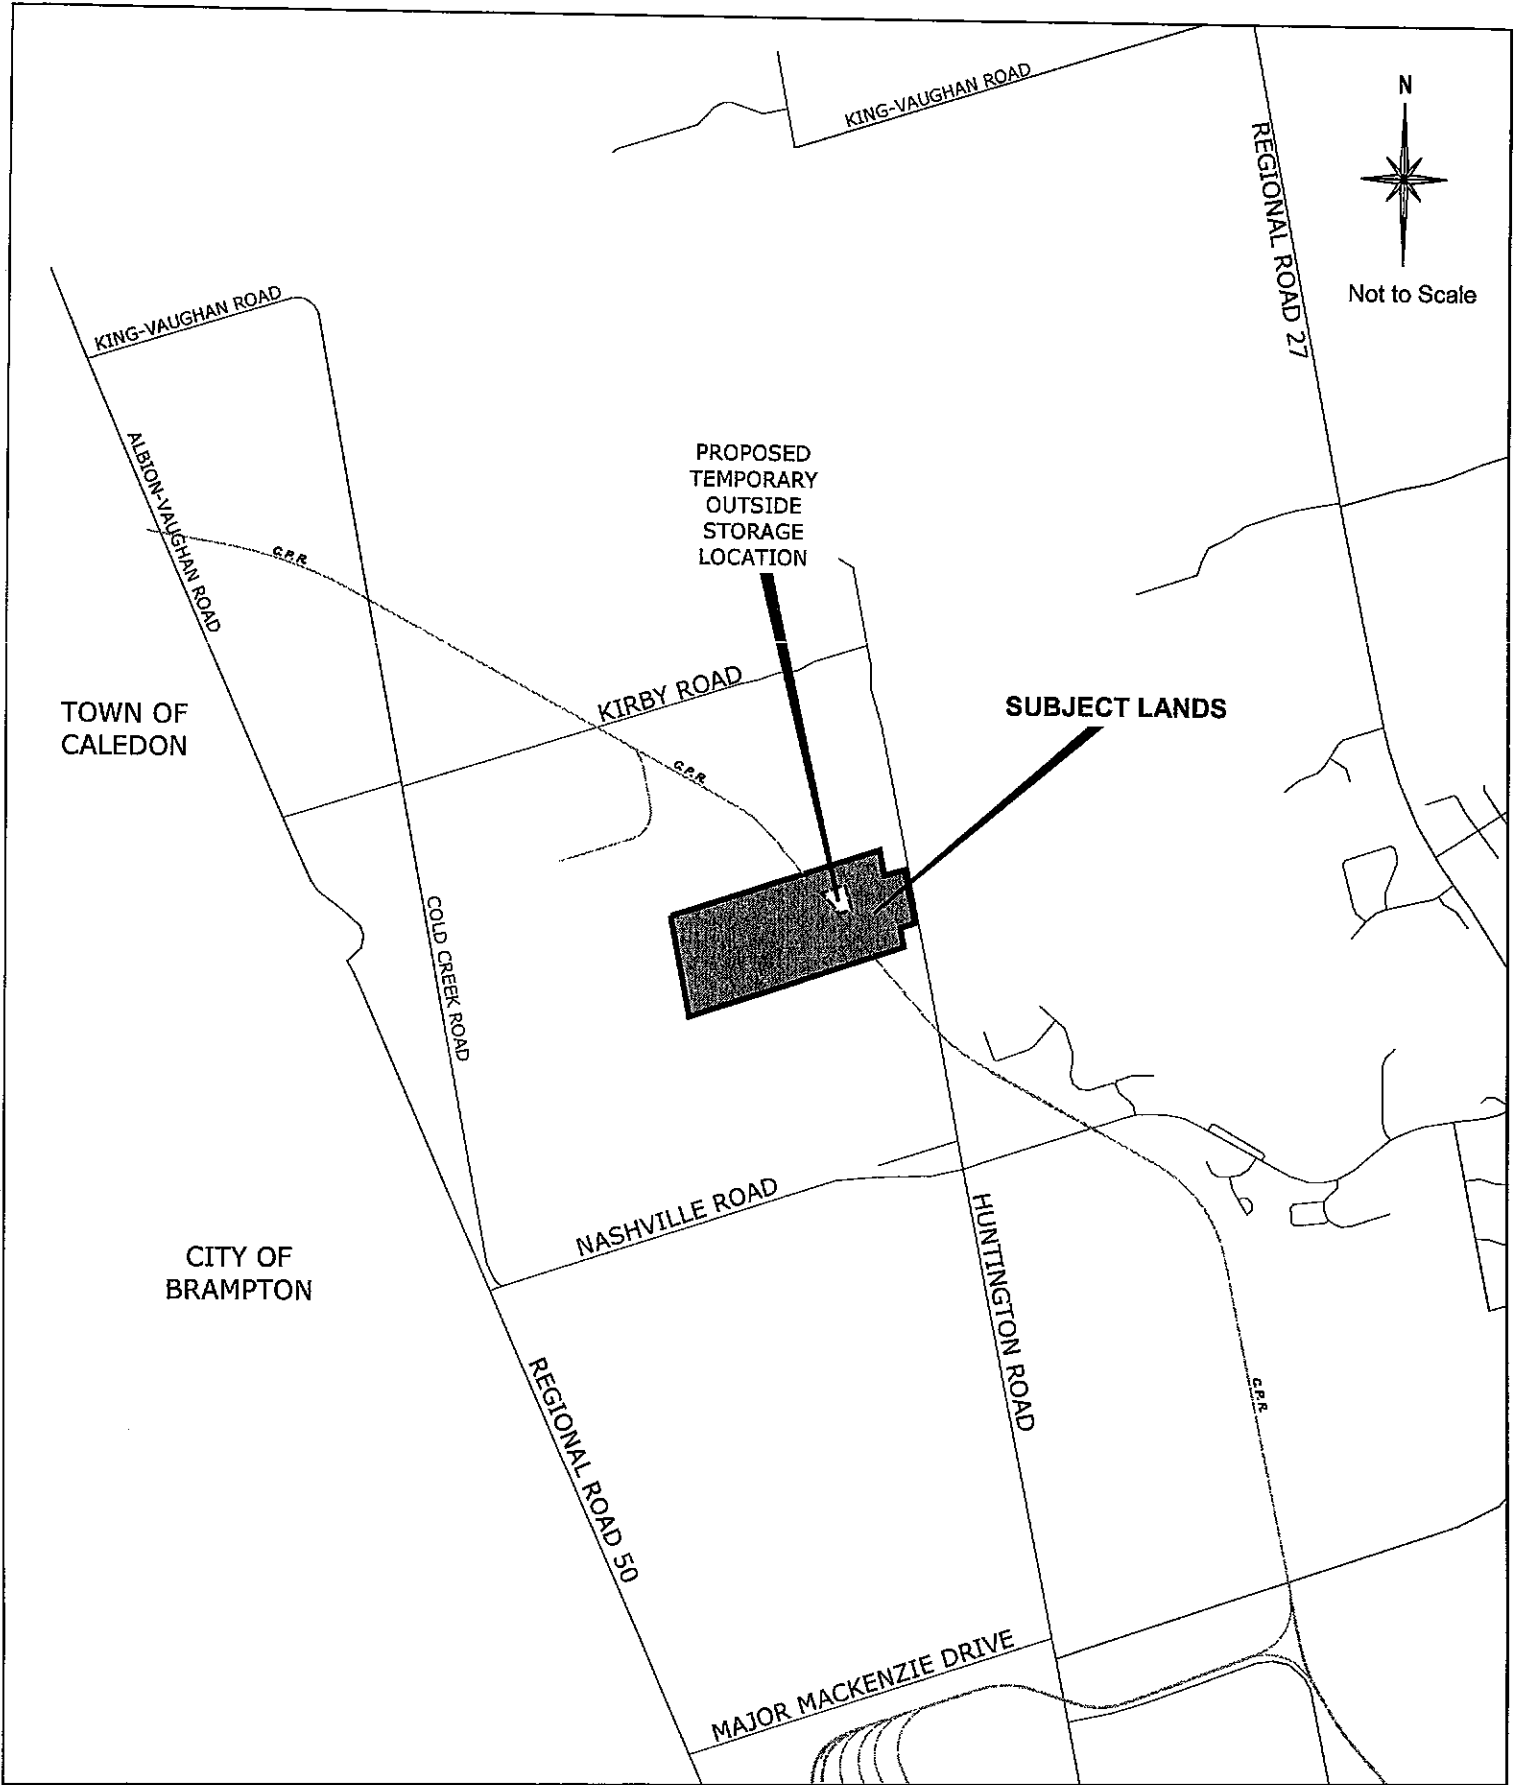 KING-VAUGHAN ROAD
N
REGIONAL ROAD 27
Not to Scale
KING-VAUGHAN ROAD
ALBION-VAUGHAN ROAD
PROPOSED
TEMPORARY
OUTSIDE
STORAGE
LOCATION
C.P.R.
KIRBY ROAD
SUBJECT LANDS
TOWN OF
CALEDON
C.P.R.
COLD CREEK ROAD
NASHVILLE ROAD
HUNTINGTON ROAD
CITY OF
BRAMPTON
REGIONAL ROAD 50
C.P.R.
MAJOR MACKENZIE DRIVE